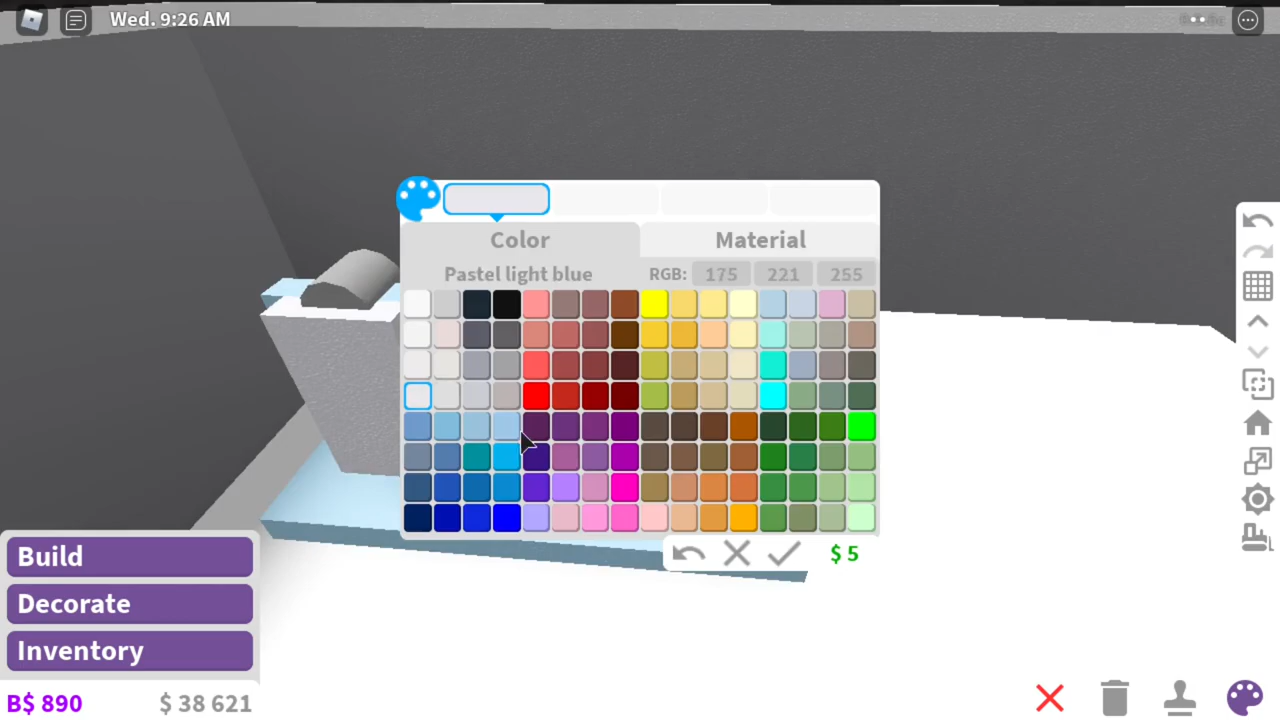 Wed. 9:26 AM
Color
Material
Pastel light blue
RGB: 175 221 255
$ 5
Build
Decorate
Inventory
B$ 890
$ 38 621